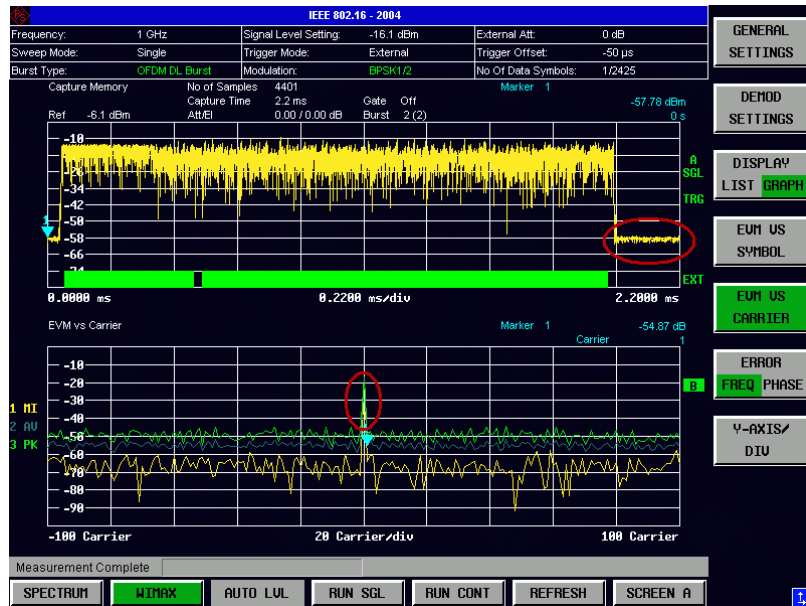 IEEE 802.16 - 2004
Frequency: 1 GHz Signal Level Setting: -16.1 dBm External Att: 0 dB
Sweep Mode: Single Trigger Mode: External Trigger Offset: -50 µs
Burst Type: OFDM DL Burst Modulation: BPSK1/2 No Of Data Symbols: 1/2425
Capture Memory No of Samples 4401 Marker 1
Capture Time 2.2 ms Gate Off -57.78 dBm
Ref -6.1 dBm Att/El 0.00 / 0.00 dB Burst 2 (2) 0 s
-18
-26
-34
-42
-50
-58
-66
-74
1
A
SGL
TRG
EXT
0.0000 ms 0.2200 ms/div 2.2000 ms
EVM vs Carrier Marker 1 -54.87 dB
Carrier 1
-10
-20
-30
-40
-50
-60
-70
-80
-90
B
1 MI
2 AV
3 PK
-100 Carrier 20 Carrier/div 100 Carrier
Measurement Complete
SPECTRUM WIMAX AUTO LVL RUN SGL RUN CONT REFRESH SCREEN A
GENERAL
SETTINGS
DEMOD
SETTINGS
DISPLAY
LIST GRAPH
EVM VS
SYMBOL
EVM VS
CARRIER
ERROR
FREQ PHASE
Y-AXIS/
DIV